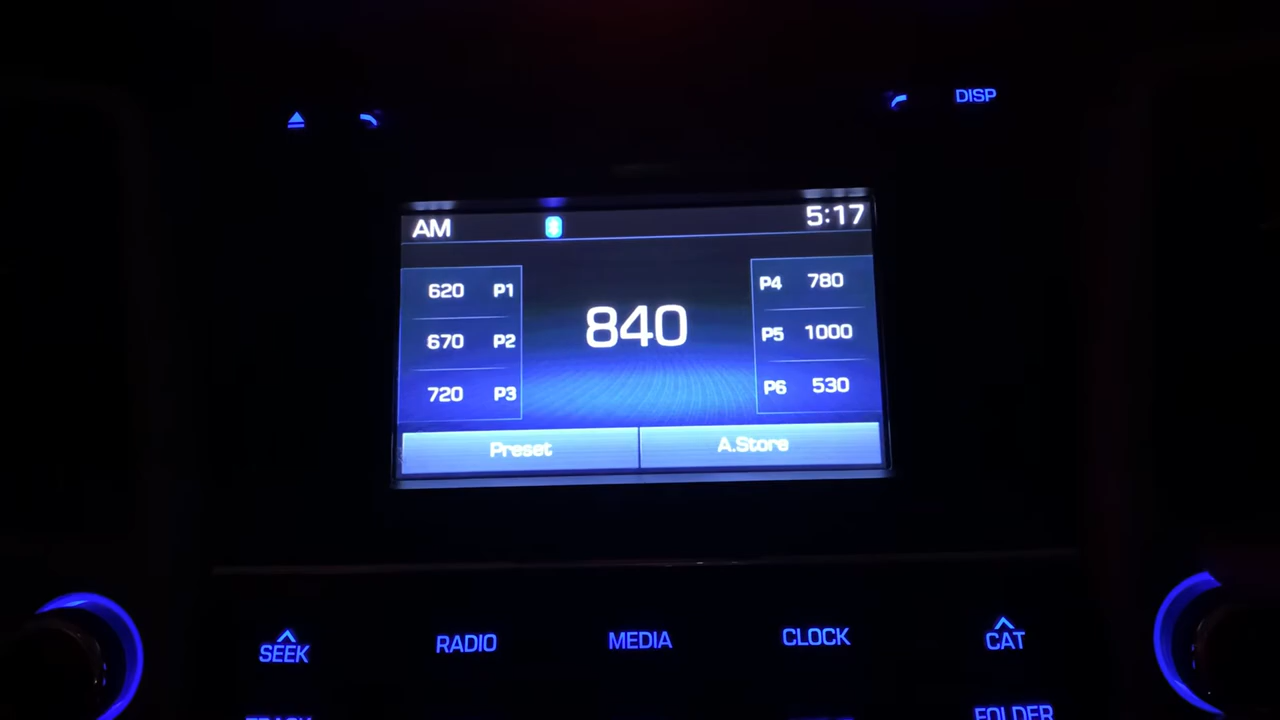 DISP
AM 5:17
620 P1
670 P2
720 P3
840
P4 780
P5 1000
P6 530
Preset A.Store
SEEK RADIO MEDIA CLOCK CAT
TRACK FOLDER